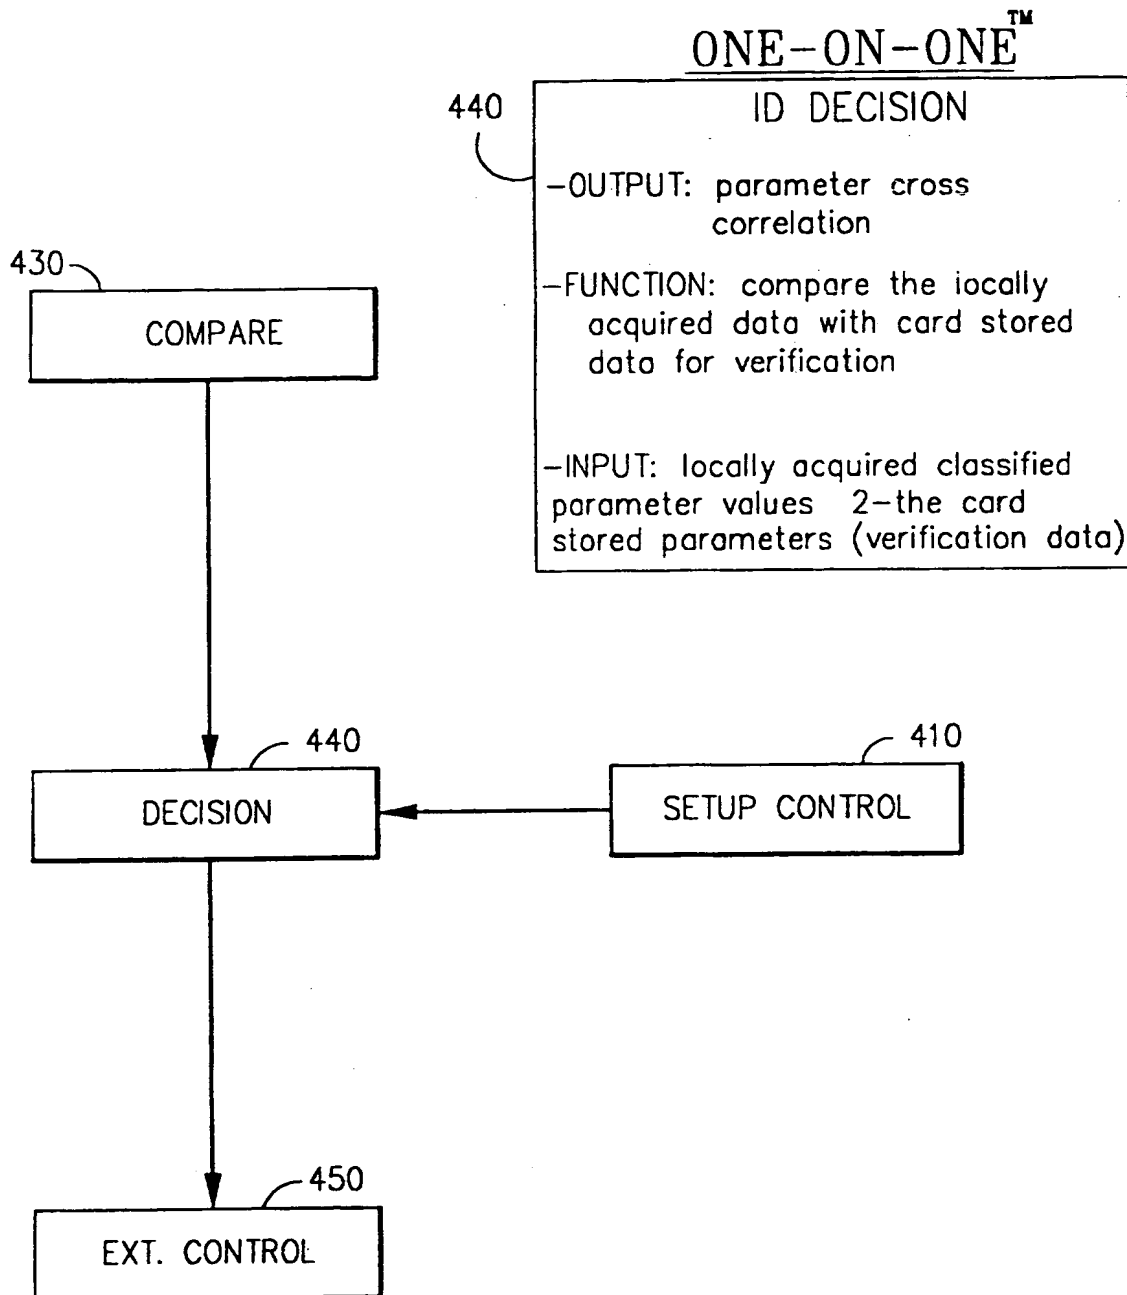 ONE-ON-ONE™
440
ID DECISION
-OUTPUT: parameter cross
correlation
-FUNCTION: compare the locally
acquired data with card stored
data for verification
-INPUT: locally acquired classified
parameter values 2-the card
stored parameters (verification data)
430
COMPARE
440
DECISION
410
SETUP CONTROL
450
EXT. CONTROL